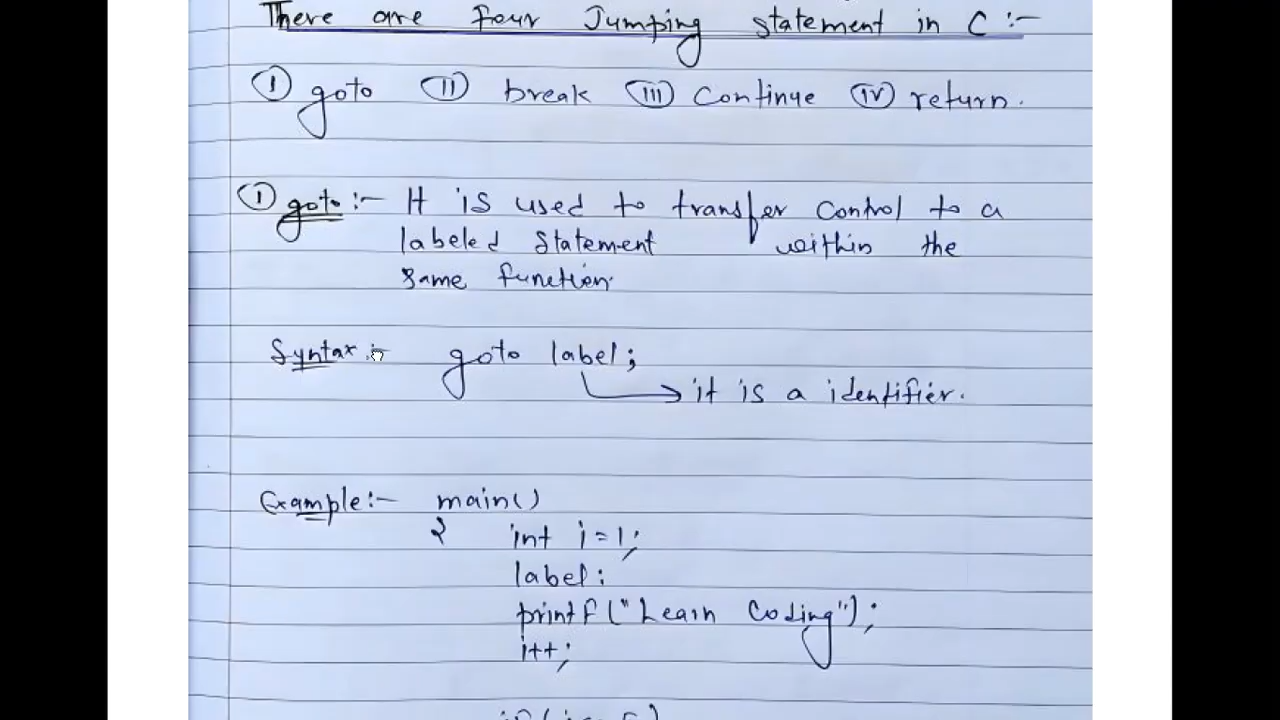 There are four Jumping statement in C :-
(I) goto (II) break (III) Continue (IV) return.
(I) goto :- It is used to transfer control to a
labeled statement within the
same function.
Syntax :- goto label;
it is a identifier.
Example :- main()
{ int i=1;
label:
printf("Learn Coding");
i++;